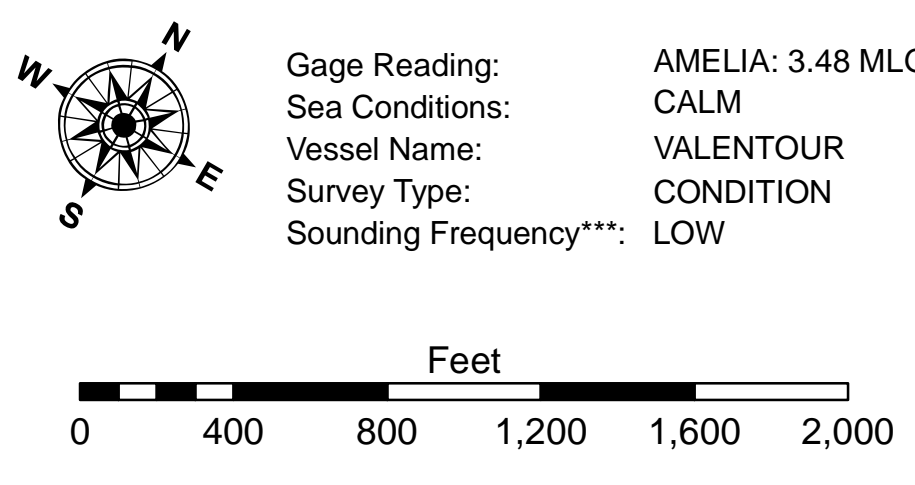 N
W
E
S
Gage Reading: AMELIA: 3.48
Sea Conditions: CALM
Vessel Name: VALENTOUR
Survey Type: CONDITION
Sounding Frequency***: LOW
Feet
0 400 800 1,200 1,600 2,000